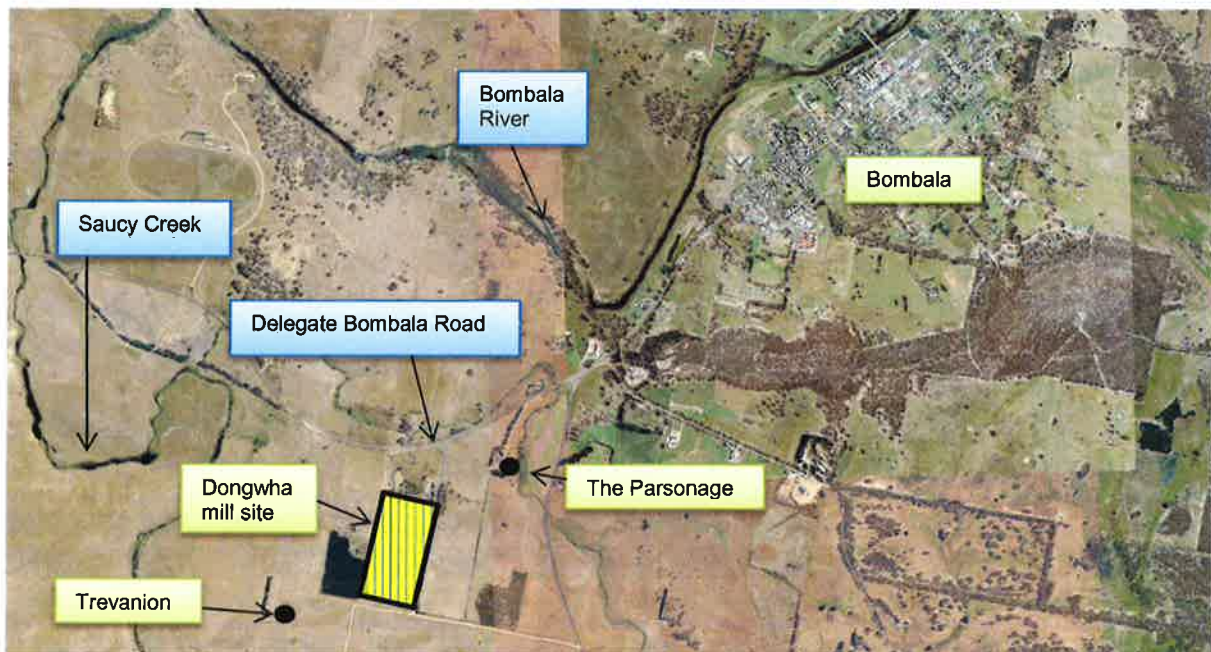 Bombala
River
Bombala
Saucy Creek
Delegate Bombala Road
Dongwha
mill site
The Parsonage
Trevanion